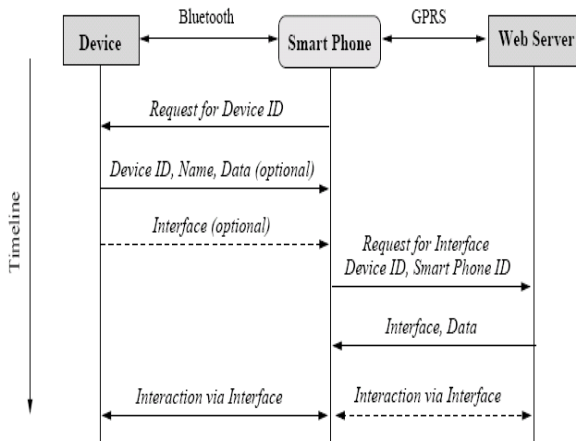 Bluetooth
GPRS
Device
Smart Phone
Web Server
Request for Device ID
Device ID, Name, Data (optional)
Interface (optional)
Request for Interface
Device ID, Smart Phone ID
Interface, Data
Interaction via Interface
Interaction via Interface
Timeline